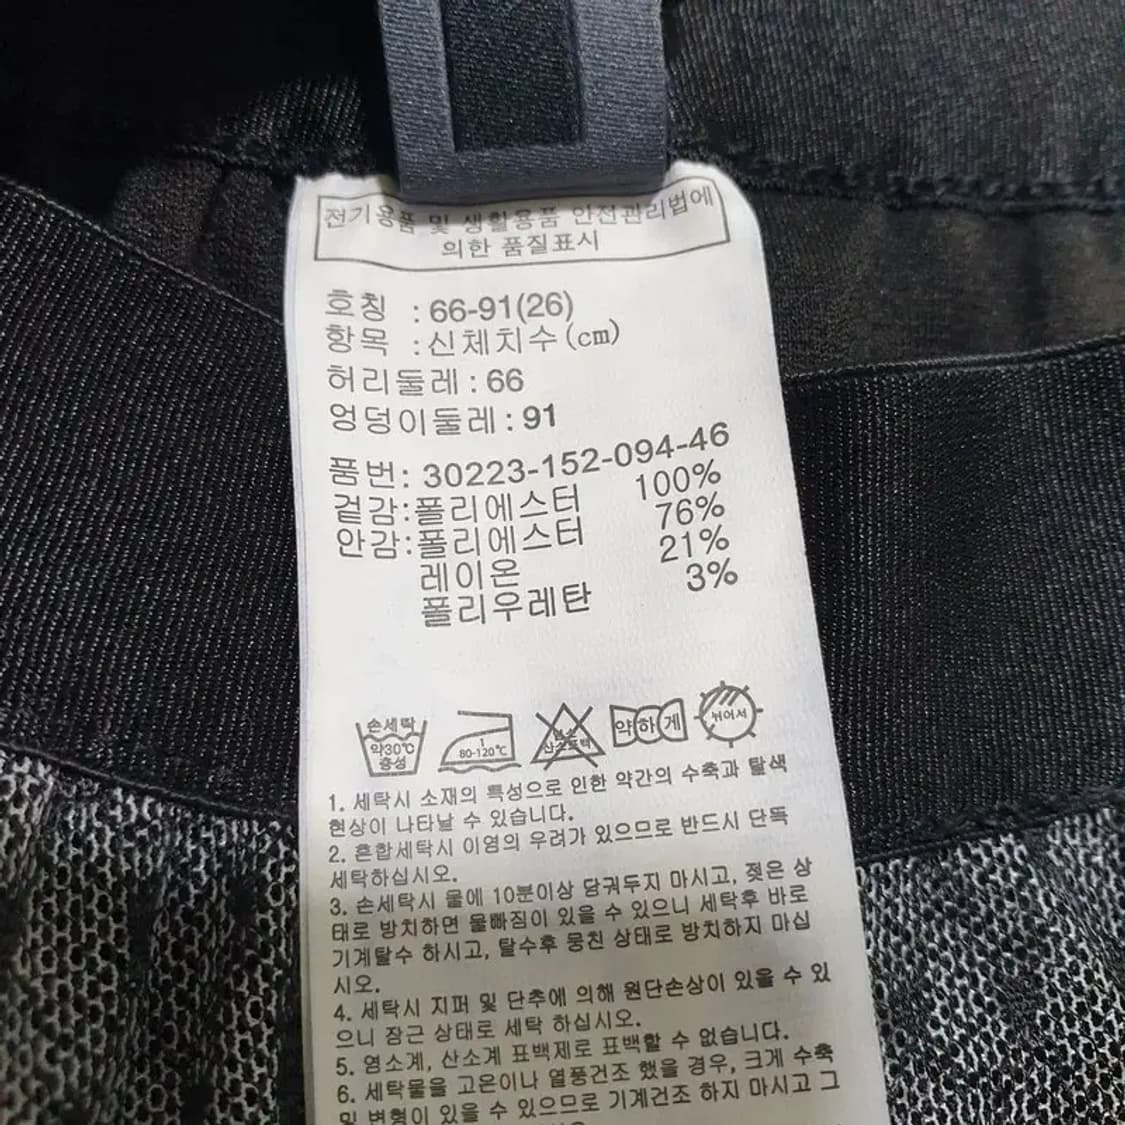 전기용품 및 생활용품 안전관리법에
의한 품질표시
호칭 : 66-91(26)
항목 : 신체치수(cm)
허리둘레 : 66
엉덩이둘레 : 91
품번: 30223-152-094-46
겉감:폴리에스터 100%
안감:폴리에스터 76%
레이온 21%
폴리우레탄 3%
손세탁
약30℃
중성
1
80-120℃
약하게
뉘어서
1. 세탁시 소재의 특성으로 인한 약간의 수축과 탈색
현상이 나타날 수 있습니다.
2. 혼합세탁시 이염의 우려가 있으므로 반드시 단독
세탁하십시오.
3. 손세탁시 물에 10분이상 담궈두지 마시고, 젖은 상
태로 방치하면 물빠짐이 있을 수 있으니 세탁후 바로
기계탈수 하시고, 탈수후 뭉친 상태로 방치하지 마십
시오.
4. 세탁시 지퍼 및 단추에 의해 원단손상이 있을 수 있
으니 잠근 상태로 세탁 하십시오.
5. 염소계, 산소계 표백제로 표백할 수 없습니다.
6. 세탁물을 고온이나 열풍건조 했을 경우, 크게 수축
및 변형이 있을 수 있으므로 기계건조 하지 마시고 그